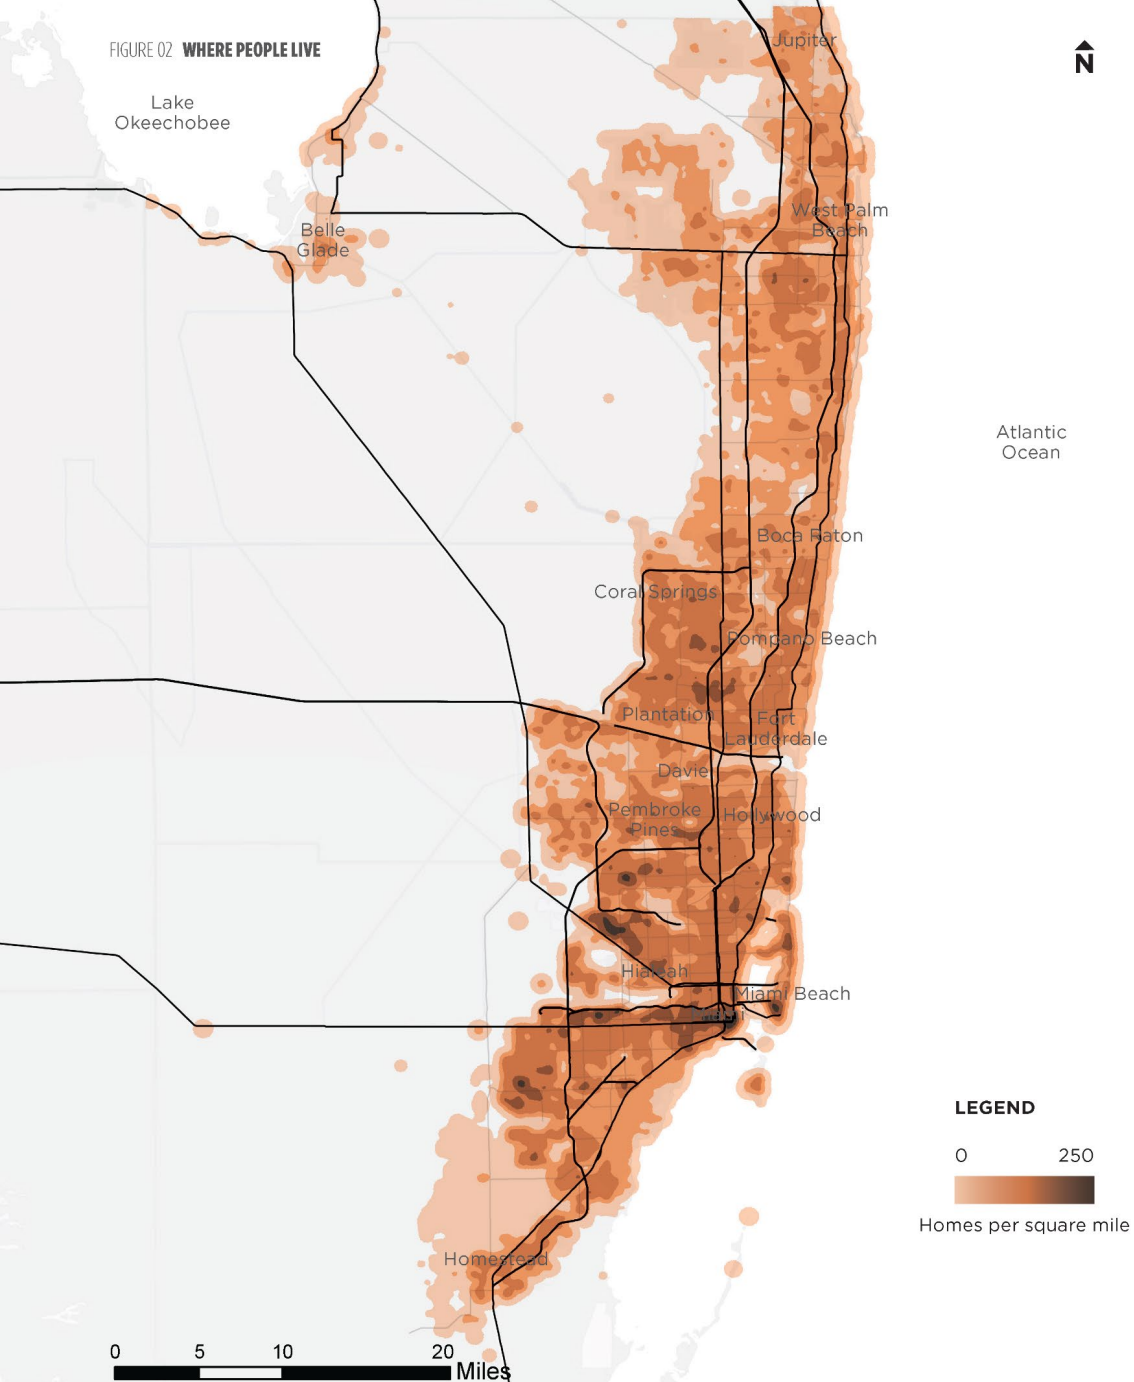 FIGURE 02 WHERE PEOPLE LIVE
N
Jupiter
Lake
Okeechobee
West Palm
Beach
Belle
Glade
Atlantic
Ocean
Boca Raton
Coral Springs
Pompano Beach
Plantation
Fort
Lauderdale
Davie
Pembroke
Pines
Hollywood
Hialeah
Miami Beach
Miami
LEGEND
0 250
Homes per square mile
Homestead
0 5 10 20
Miles